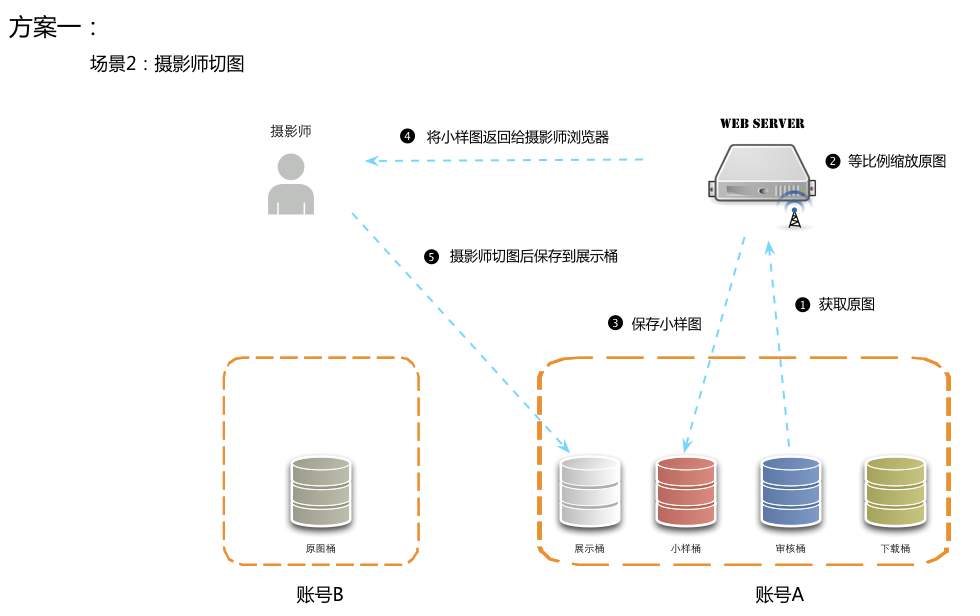 方案一：
场景2：摄影师切图
摄影师
❹ 将小样图返回给摄影师浏览器
WEB SERVER
❷ 等比例缩放原图
❺ 摄影师切图后保存到展示桶
❶ 获取原图
❸ 保存小样图
原图桶
展示桶
小样桶
审核桶
下载桶
账号B
账号A